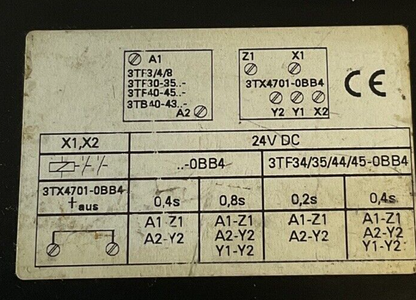 A1
3TF3/4/8
3TF30-35..-
3TF40-45..-
3TB40-43..-
A2
Z1 X1
3TX4701-0BB4
Y2 Y1 X2
CE
X1,X2 24V DC
..-0BB4 3TF34/35/44/45-0BB4
3TX4701-0BB4
aus 0,4s 0,8s 0,2s 0,4s
A1-Z1 A1-Z1 A1-Z1 A1-Z1
A2-Y2 A2-Y2 A2-Y2 A2-Y2
Y1-Y2 Y1-Y2